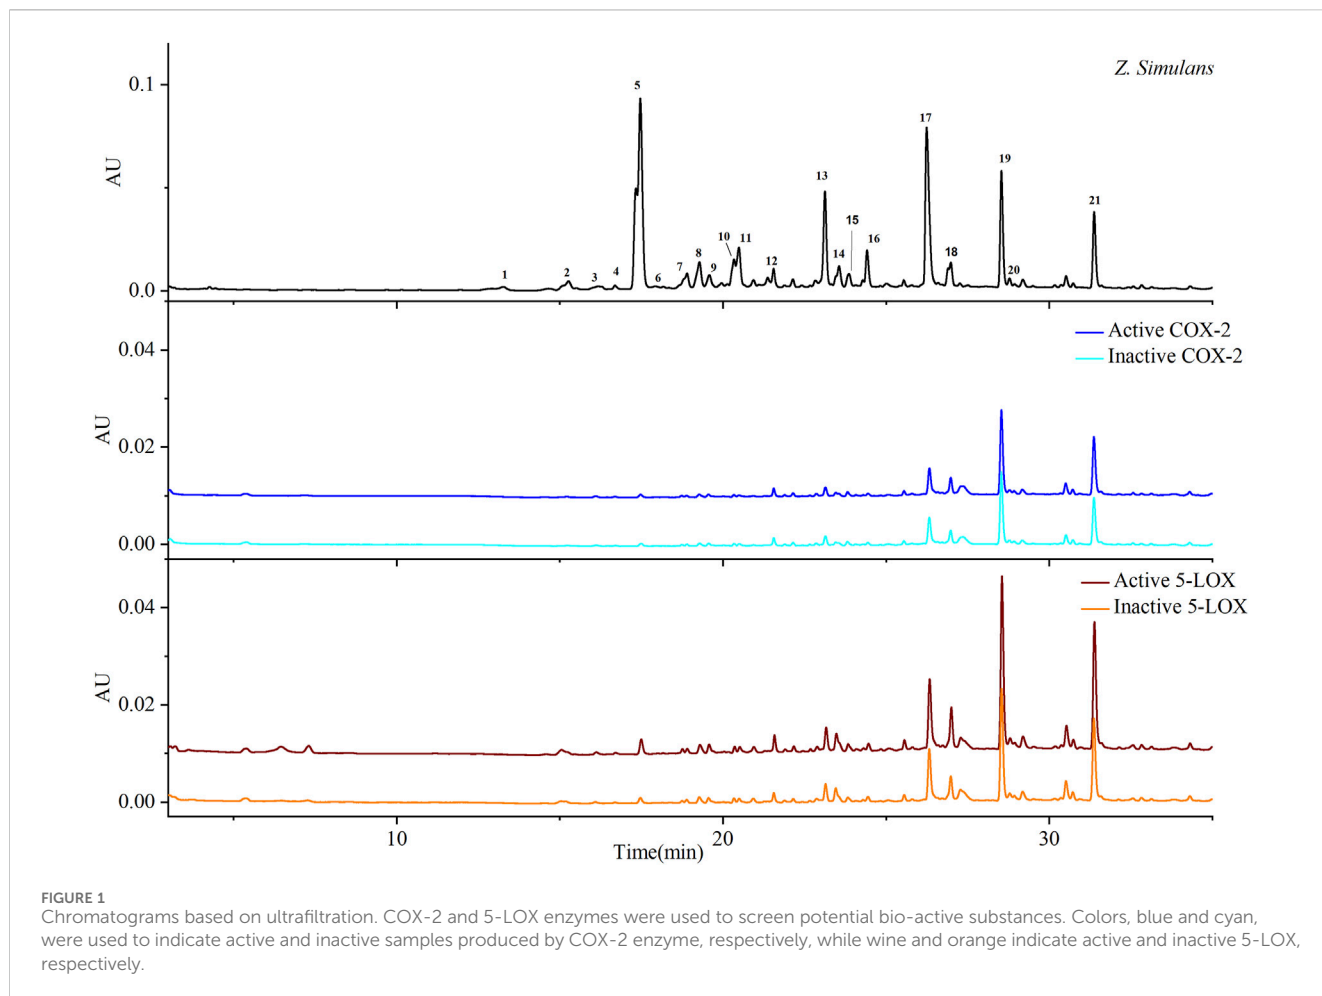 Z. Simulans
0.1
AU
0.0
1
2
3
4
5
6
7
8
9
10
11
12
13
14
15
16
17
18
19
20
21
Active COX-2
Inactive COX-2
0.04
AU
0.02
0.00
Active 5-LOX
Inactive 5-LOX
0.04
AU
0.02
0.00
10
20
30
Time(min)
FIGURE 1
Chromatograms based on ultrafiltration. COX-2 and 5-LOX enzymes were used to screen potential bio-active substances. Colors, blue and cyan,
were used to indicate active and inactive samples produced by COX-2 enzyme, respectively, while wine and orange indicate active and inactive 5-LOX,
respectively.